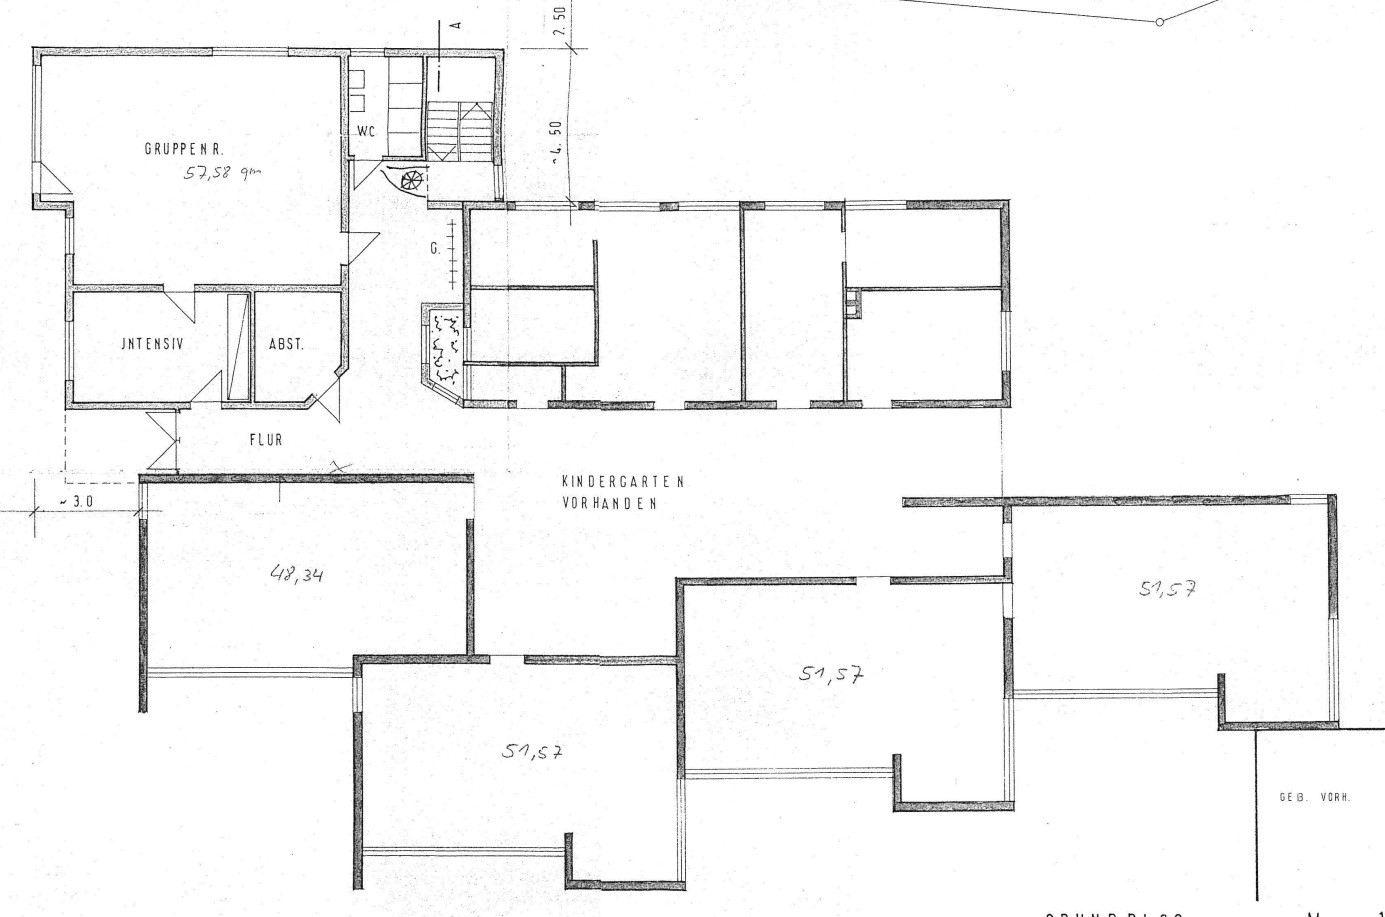 2.50
A
~4.50
WC
GRUPPENR.
57,58 qm
G.
JNTENSIV
ABST.
FLUR
KINDERGARTEN
VORHANDEN
~3.0
48,34
51,57
51,57
51,57
GEB. VORH.